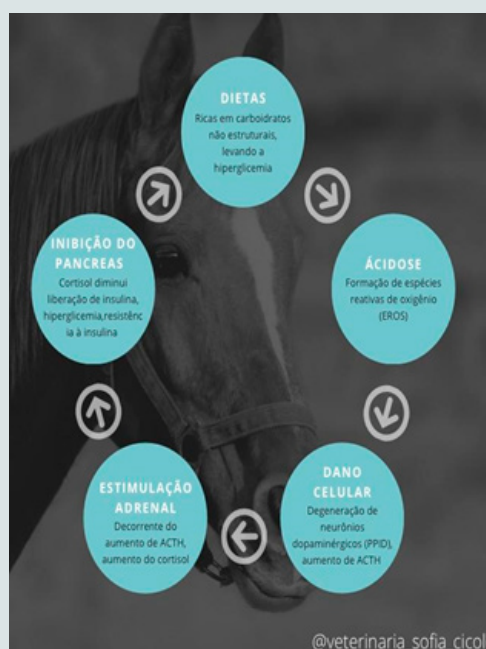 DIETAS
Ricas em carboidratos
não estruturais,
levando a
hiperglicemia
ÁCIDOSE
Formação de espécies
reativas de oxigênio
(EROS)
DANO
CELULAR
Degeneração de
neurônios
dopaminérgicos (PPID),
aumento de ACTH
ESTIMULAÇÃO
ADRENAL
Decorrente do
aumento de ACTH,
aumento do cortisol
INIBIÇÃO DO
PANCREAS
Cortisol diminui
liberação de insulina,
hiperglicemia,resistênc
ia à insulina
@veterinaria_sofia_cicol